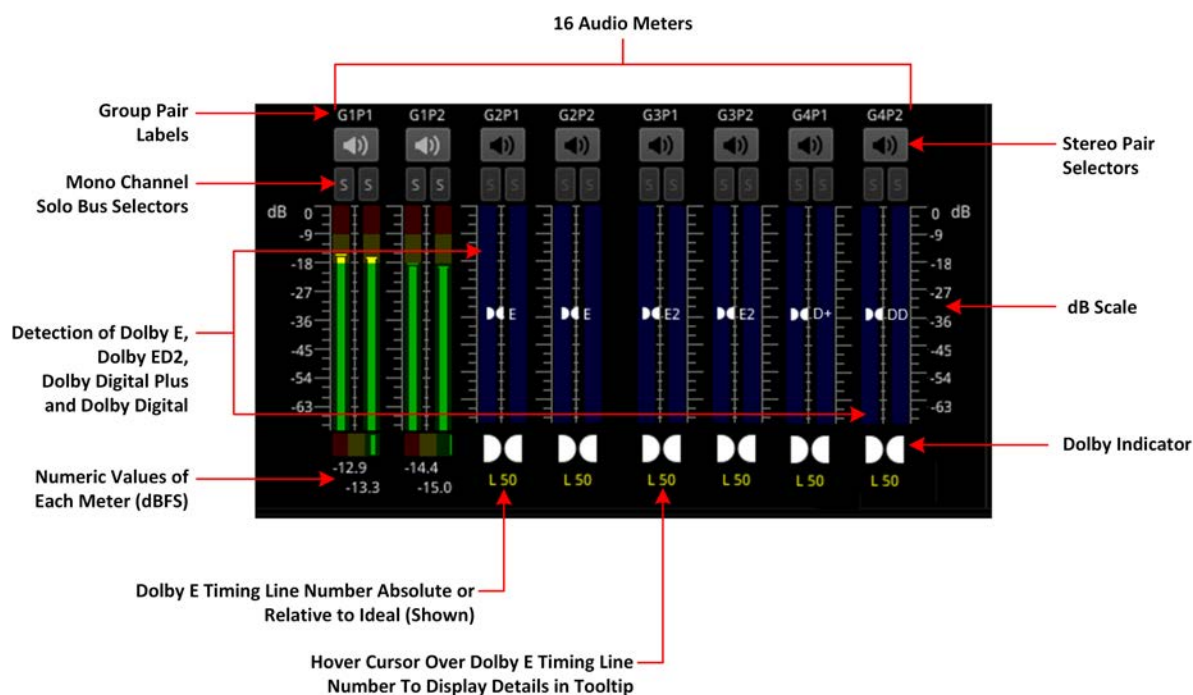 16 Audio Meters
Group Pair
Labels
G1P1 G1P2 G2P1 G2P2 G3P1 G3P2 G4P1 G4P2
Stereo Pair
Selectors
Mono Channel
Solo Bus Selectors
S S S S S S S S S S S S S S S S
dB 0 0 dB
-9 -9
-18 -18
-27 -27
-36 -36
-45 -45
-54 -54
-63 -63
E E E2 E2 D+ DD
dB Scale
Detection of Dolby E,
Dolby ED2,
Dolby Digital Plus
and Dolby Digital
Dolby Indicator
Numeric Values of
Each Meter (dBFS)
-12.9 -14.4
-13.3 -15.0
L 50 L 50 L 50 L 50 L 50 L 50
Dolby E Timing Line Number Absolute or
Relative to Ideal (Shown)
Hover Cursor Over Dolby E Timing Line
Number To Display Details in Tooltip